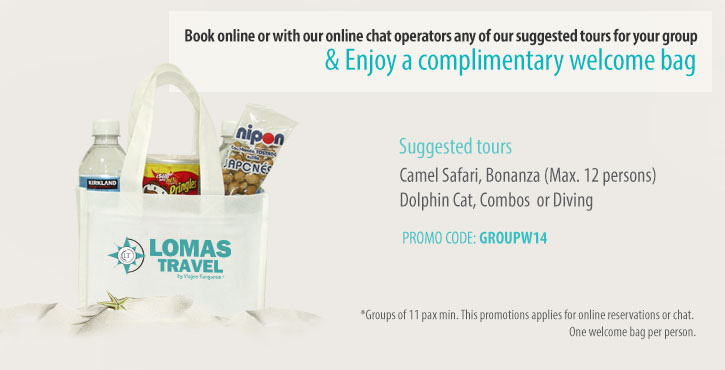 Book online or with our online chat operators any of our suggested tours for your group
& Enjoy a complimentary welcome bag
nipon
JAPONÉS
KIRKLAND
Pringles
LT
LOMAS
TRAVEL
by Viajes Turquesa
Suggested tours
Camel Safari, Bonanza (Max. 12 persons)
Dolphin Cat, Combos or Diving
PROMO CODE: GROUPW14
*Groups of 11 pax min. This promotions applies for online reservations or chat.
One welcome bag per person.